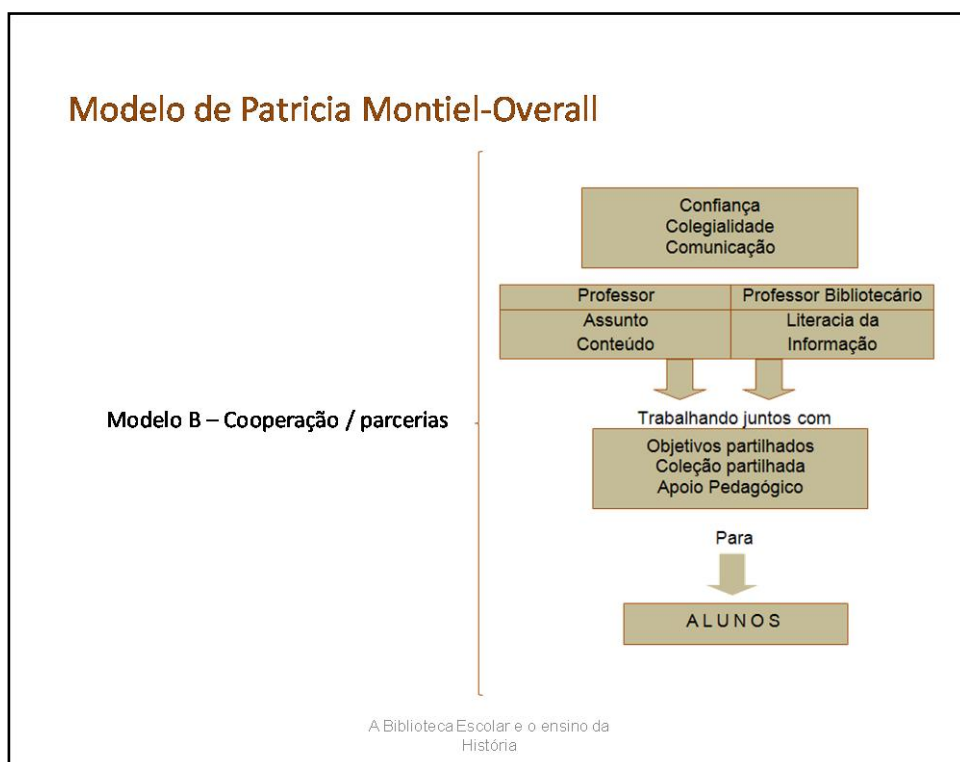 Modelo de Patricia Montiel-Overall
Modelo B – Cooperação / parcerias
Confiança
Colegialidade
Comunicação
Professor
Professor Bibliotecário
Assunto
Conteúdo
Literacia da
Informação
Trabalhando juntos com
Objetivos partilhados
Coleção partilhada
Apoio Pedagógico
Para
A L U N O S
A Biblioteca Escolar e o ensino da
História